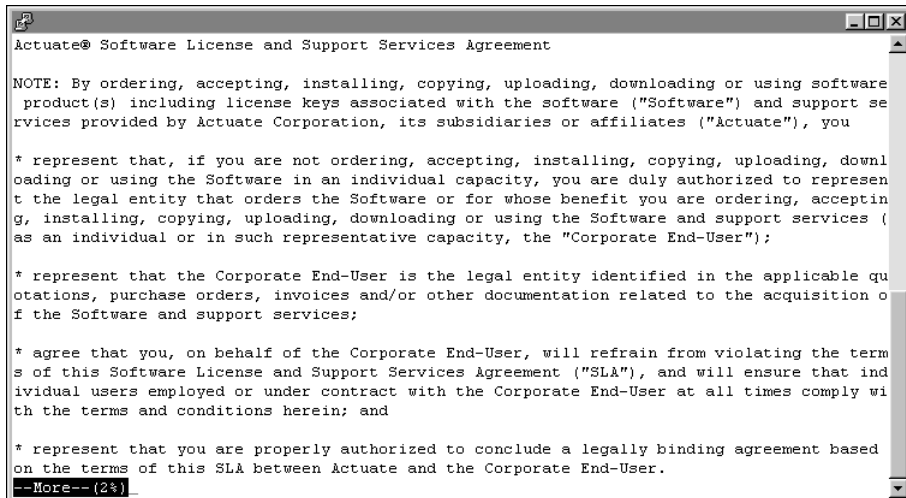 Actuate® Software License and Support Services Agreement
NOTE: By ordering, accepting, installing, copying, uploading, downloading or using software
 product(s) including license keys associated with the software ("Software") and support se
rvices provided by Actuate Corporation, its subsidiaries or affiliates ("Actuate"), you
* represent that, if you are not ordering, accepting, installing, copying, uploading, downl
oading or using the Software in an individual capacity, you are duly authorized to represen
t the legal entity that orders the Software or for whose benefit you are ordering, acceptin
g, installing, copying, uploading, downloading or using the Software and support services (
as an individual or in such representative capacity, the "Corporate End-User");
* represent that the Corporate End-User is the legal entity identified in the applicable qu
otations, purchase orders, invoices and/or other documentation related to the acquisition o
f the Software and support services;
* agree that you, on behalf of the Corporate End-User, will refrain from violating the term
s of this Software License and Support Services Agreement ("SLA"), and will ensure that ind
ividual users employed or under contract with the Corporate End-User at all times comply wi
th the terms and conditions herein; and
* represent that you are properly authorized to conclude a legally binding agreement based
on the terms of this SLA between Actuate and the Corporate End-User.
--More--(2%)